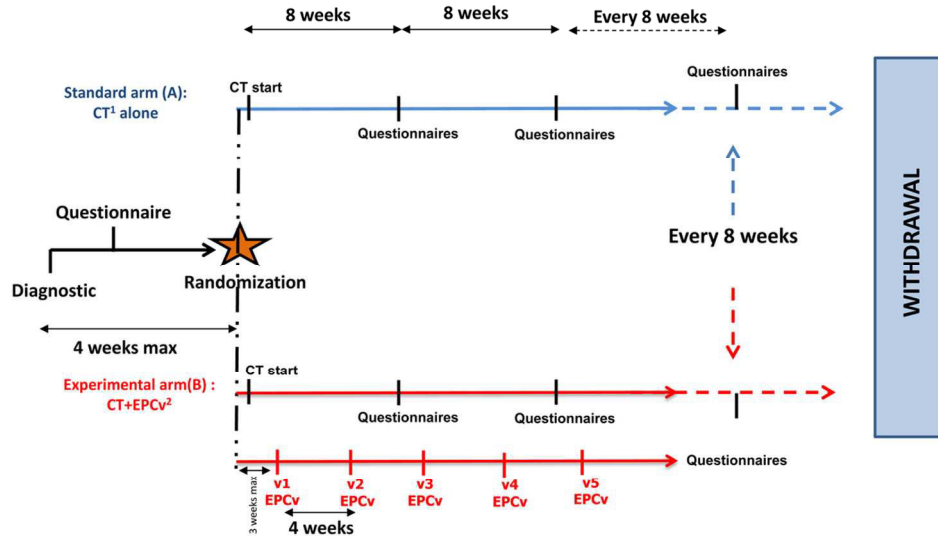 8 weeks
8 weeks
Every 8 weeks
Standard arm (A):
CT¹ alone
CT start
Questionnaires
Questionnaires
Questionnaires
Questionnaire
Diagnostic
Randomization
4 weeks max
Every 8 weeks
WITHDRAWAL
Experimental arm(B) :
CT+EPCv²
CT start
Questionnaires
Questionnaires
Questionnaires
3 weeks max
v1
EPCv
v2
EPCv
v3
EPCv
v4
EPCv
v5
EPCv
4 weeks